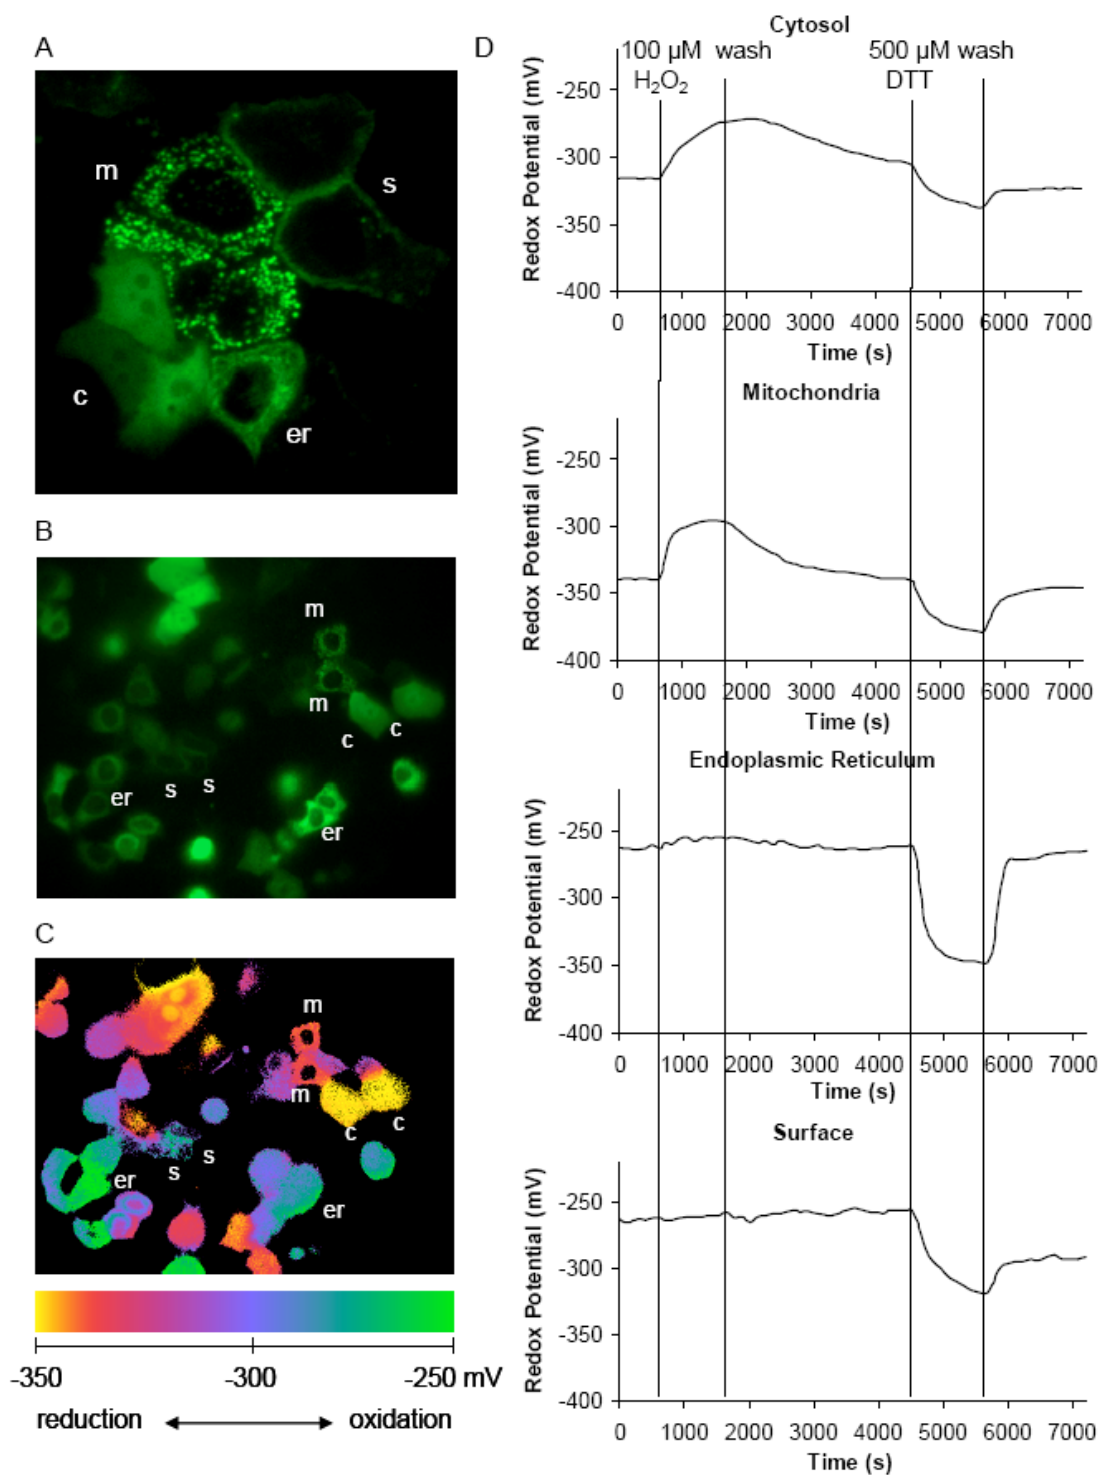 A
m
s
c
er
B
m
m
c
c
er
s
s
er
C
m
m
c
c
s
s
er
er
-350
-300
-250 mV
reduction
oxidation
D
Cytosol
100 µM wash
H₂O₂
500 µM wash
DTT
Redox Potential (mV)
-250
-300
-350
-400
0 1000 2000 3000 4000 5000 6000 7000
Time (s)
Mitochondria
Redox Potential (mV)
-250
-300
-350
-400
0 1000 2000 3000 4000 5000 6000 7000
Time (s)
Endoplasmic Reticulum
Redox Potential (mV)
-250
-300
-350
-400
0 1000 2000 3000 4000 5000 6000 7000
Time (s)
Surface
Redox Potential (mV)
-250
-300
-350
-400
0 1000 2000 3000 4000 5000 6000 7000
Time (s)